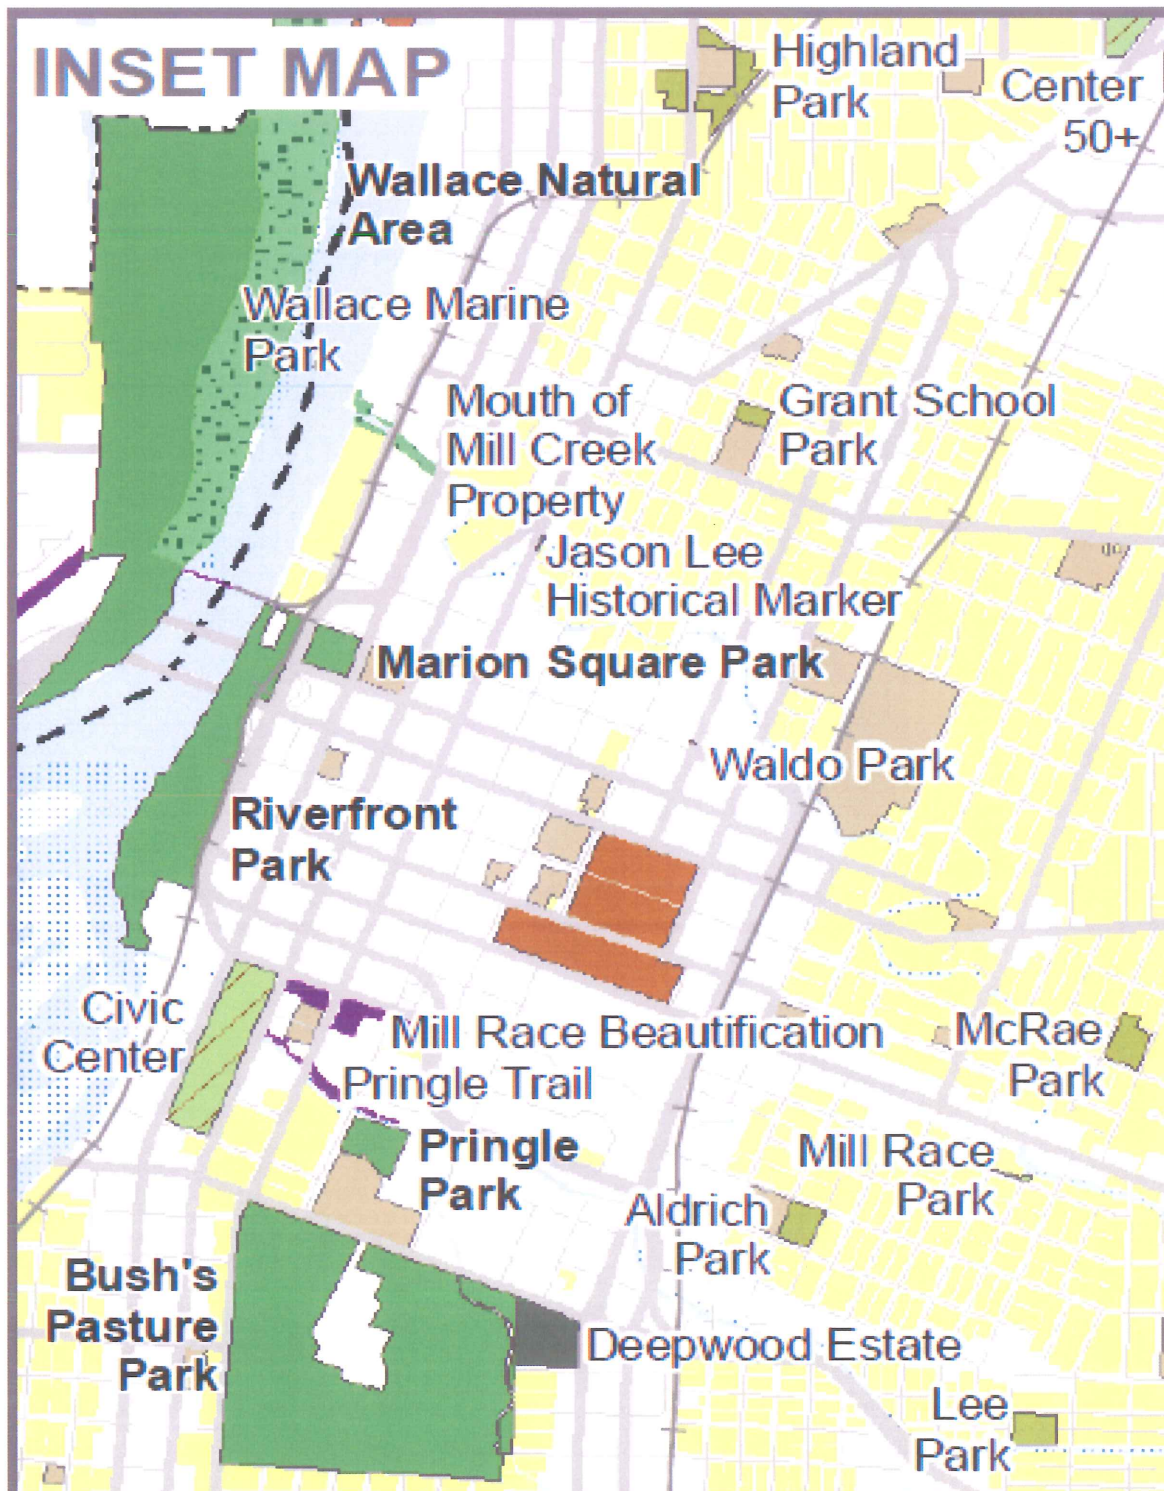 INSET MAP
Highland
Park
Center
50+
Wallace Natural
Area
Wallace Marine
Park
Mouth of
Mill Creek
Property
Grant School
Park
Jason Lee
Historical Marker
Marion Square Park
Waldo Park
Riverfront
Park
Civic
Center
Mill Race Beautification
Pringle Trail
McRae
Park
Pringle
Park
Mill Race
Park
Aldrich
Park
Bush's
Pasture
Park
Deepwood Estate
Lee
Park